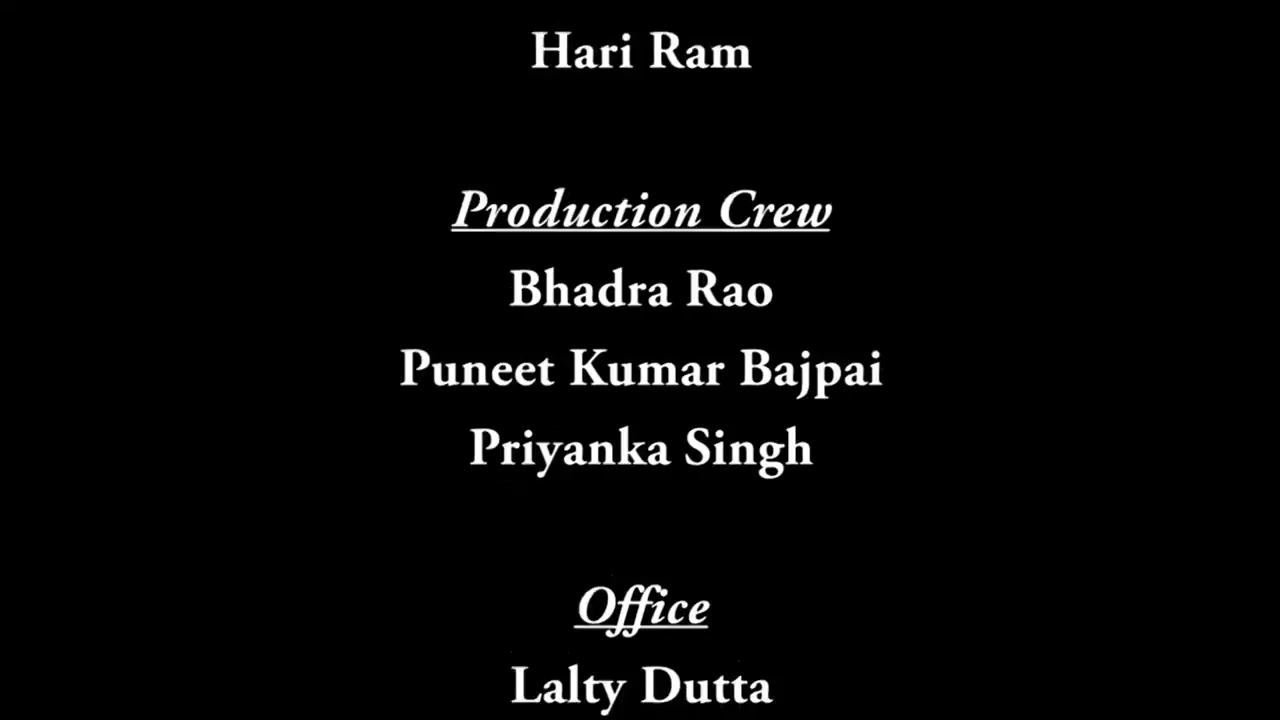 Hari Ram
Production Crew
Bhadra Rao
Puneet Kumar Bajpai
Priyanka Singh
Office
Lalty Dutta